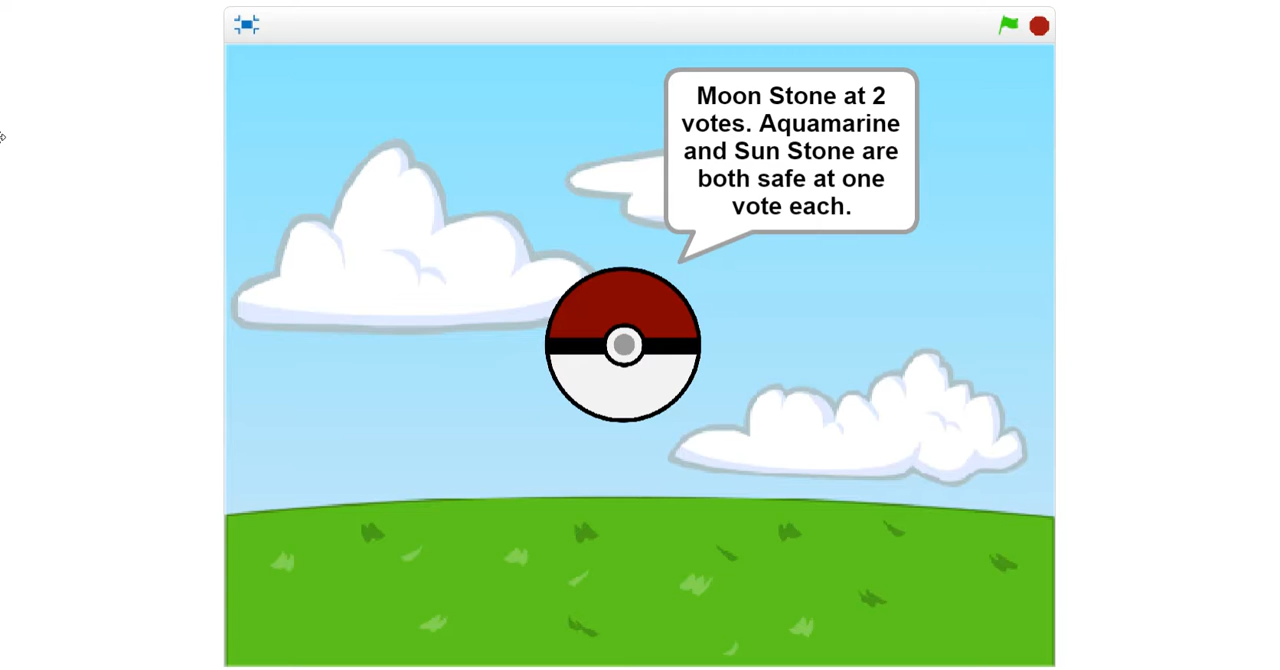 Moon Stone at 2
votes. Aquamarine
and Sun Stone are
both safe at one
vote each.